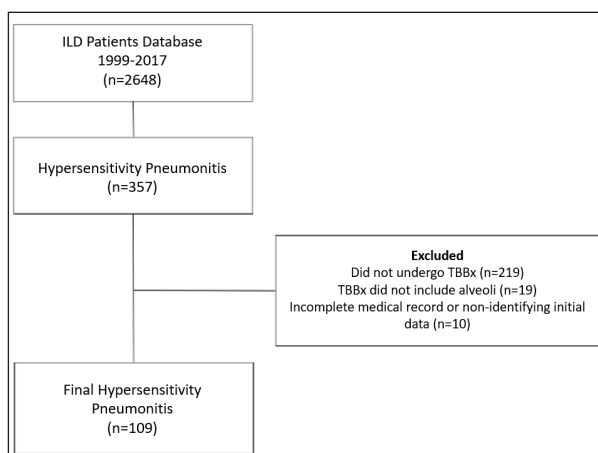 ILD Patients Database
1999-2017
(n=2648)
Hypersensitivity Pneumonitis
(n=357)
Excluded
Did not undergo TBBx (n=219)
TBBx did not include alveoli (n=19)
Incomplete medical record or non-identifying initial
data (n=10)
Final Hypersensitivity
Pneumonitis
(n=109)